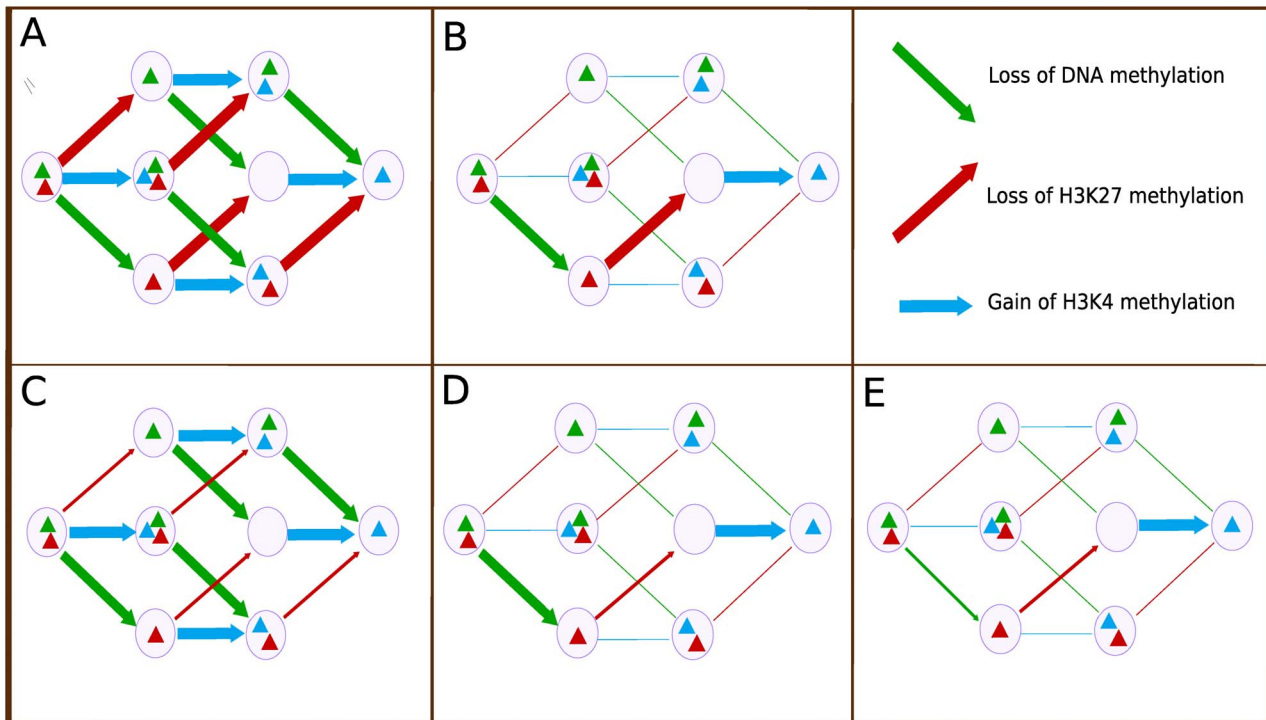 A
B
Loss of DNA methylation
Loss of H3K27 methylation
Gain of H3K4 methylation
C
D
E